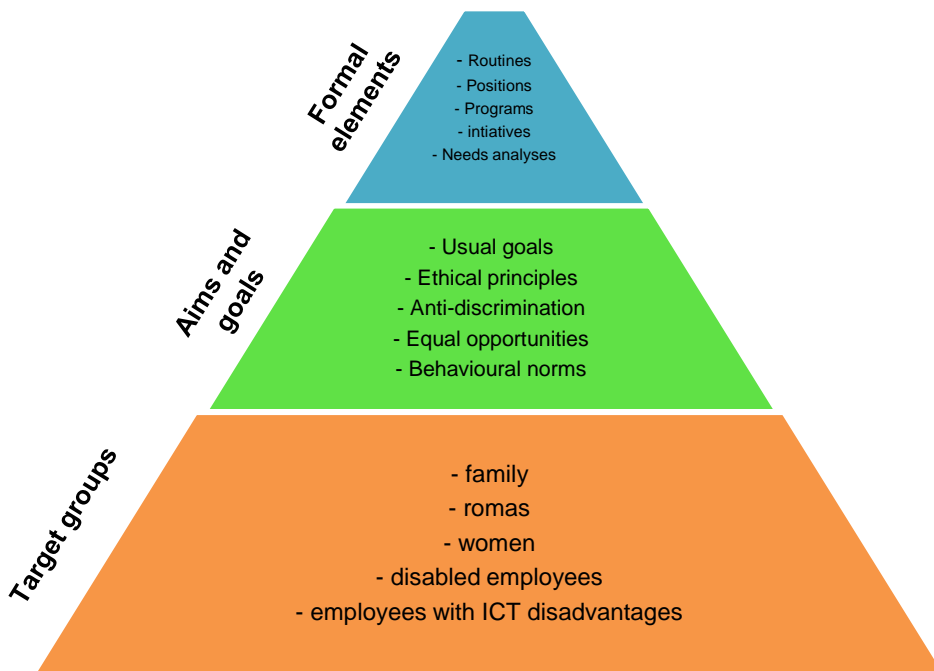 Formal
elements
- Routines
- Positions
- Programs
- intiatives
- Needs analyses
Aims and
goals
- Usual goals
- Ethical principles
- Anti-discrimination
- Equal opportunities
- Behavioural norms
Target groups
- family
- romas
- women
- disabled employees
- employees with ICT disadvantages